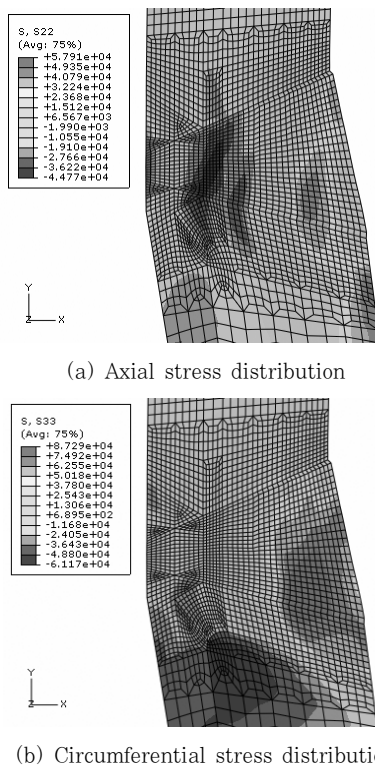 S, S22
(Avg: 75%)
+5.791e+04
+4.935e+04
+4.079e+04
+3.224e+04
+2.368e+04
+1.512e+04
+6.567e+03
-1.990e+03
-1.055e+04
-1.910e+04
-2.766e+04
-3.622e+04
-4.477e+04
Y
Z X
(a) Axial stress distribution
S, S33
(Avg: 75%)
+8.729e+04
+7.492e+04
+6.255e+04
+5.018e+04
+3.780e+04
+2.543e+04
+1.306e+04
+6.895e+02
-1.168e+04
-2.405e+04
-3.643e+04
-4.880e+04
-6.117e+04
Y
Z X
(b) Circumferential stress distributi